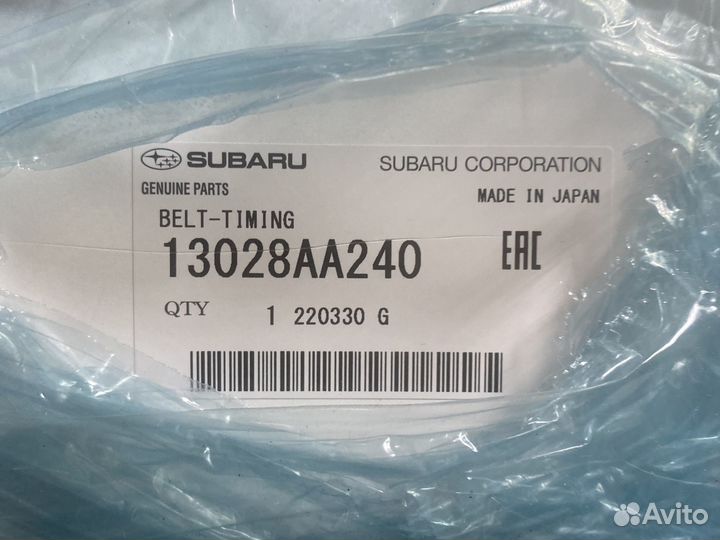 SUBARU SUBARU CORPORATION
GENUINE PARTS MADE IN JAPAN
BELT-TIMING
13028AA240 EAC
QTY 1 220330 G
Avito